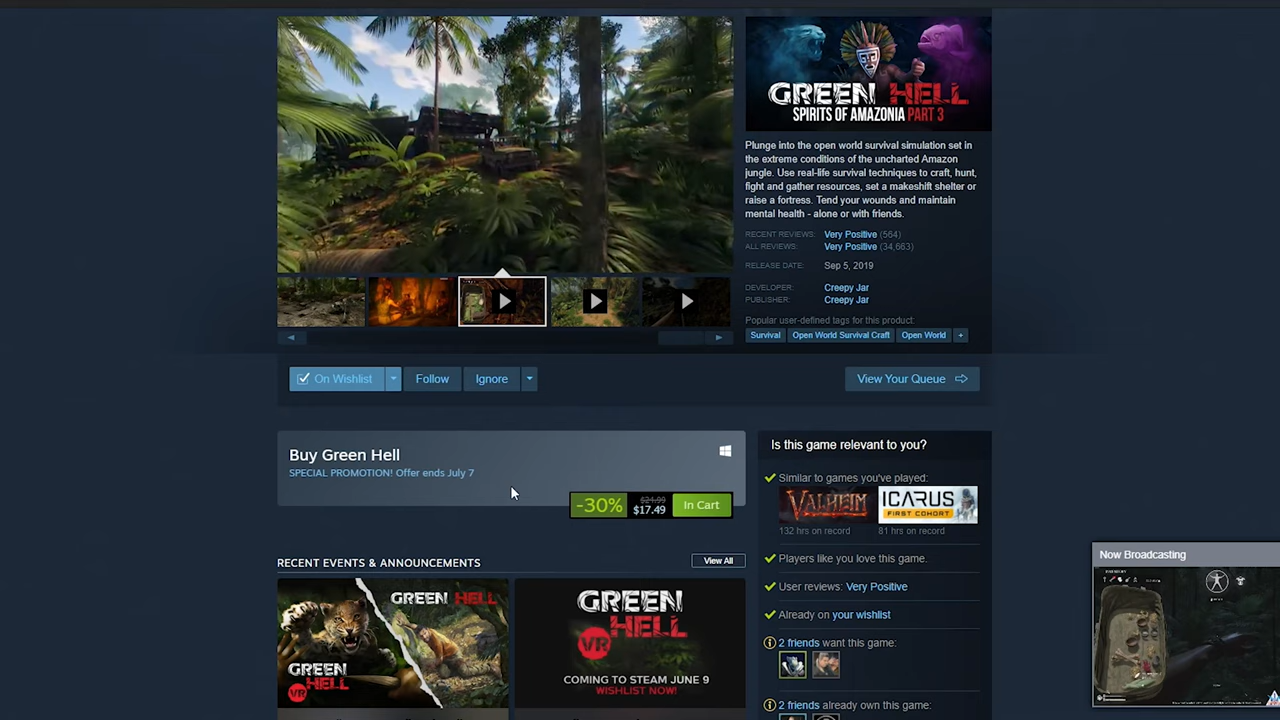 GREEN HELL
SPIRITS OF AMAZONIA PART 3
Plunge into the open world survival simulation set in
the extreme conditions of the uncharted Amazon
jungle. Use real-life survival techniques to craft, hunt,
fight and gather resources, set a makeshift shelter or
raise a fortress. Tend your wounds and maintain
mental health - alone or with friends.
RECENT REVIEWS: Very Positive (564)
ALL REVIEWS: Very Positive (34,663)
RELEASE DATE: Sep 5, 2019
DEVELOPER: Creepy Jar
PUBLISHER: Creepy Jar
Popular user-defined tags for this product:
Survival Open World Survival Craft Open World +
On Wishlist Follow Ignore View Your Queue
Buy Green Hell
SPECIAL PROMOTION! Offer ends July 7
-30% $24.99 $17.49 In Cart
Is this game relevant to you?
Similar to games you've played:
VALHEIM ICARUS
FIRST COHORT
132 hrs on record 81 hrs on record
Players like you love this game.
User reviews: Very Positive
Already on your wishlist
2 friends want this game:
2 friends already own this game:
RECENT EVENTS & ANNOUNCEMENTS View All
GREEN HELL
GREEN HELL
VR
GREEN HELL
VR
COMING TO STEAM JUNE 9
WISHLIST NOW!
Now Broadcasting